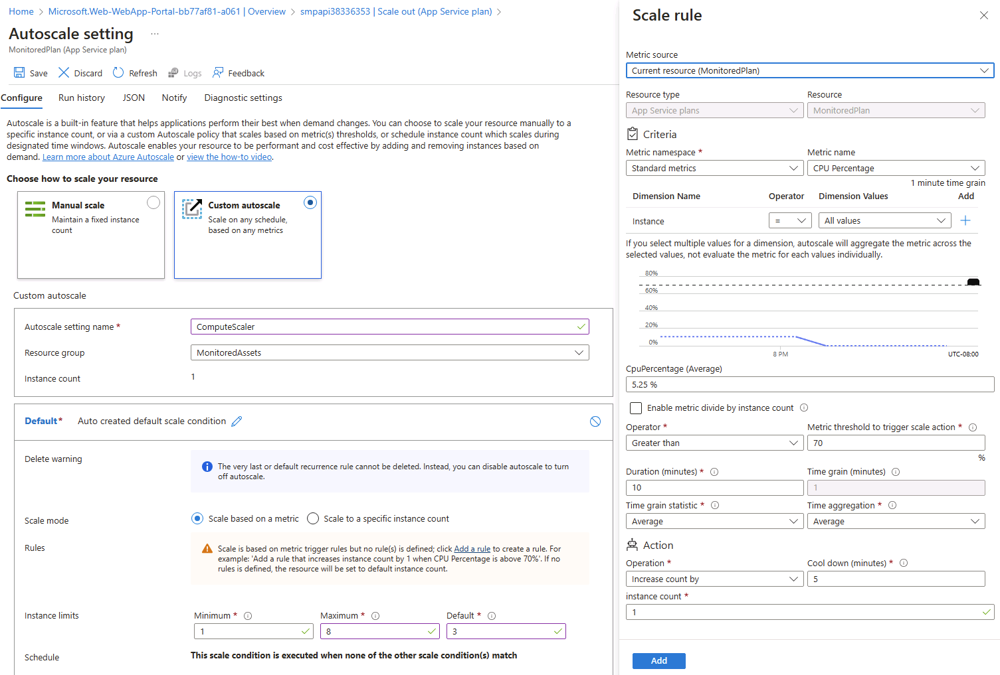 Home > Microsoft.Web-WebApp-Portal-bb77af81-a061 | Overview > smpapi38336353 | Scale out (App Service plan) >
Autoscale setting ...
MonitoredPlan (App Service plan)
Save Discard Refresh Logs Feedback
Configure Run history JSON Notify Diagnostic settings
Autoscale is a built-in feature that helps applications perform their best when demand changes. You can choose to scale your resource manually to a
specific instance count, or via a custom Autoscale policy that scales based on metric(s) thresholds, or schedule instance count which scales during
designated time windows. Autoscale enables your resource to be performant and cost effective by adding and removing instances based on
demand. Learn more about Azure Autoscale or view the how-to video.
Choose how to scale your resource
Manual scale
Maintain a fixed instance
count
Custom autoscale
Scale on any schedule,
based on any metrics
Custom autoscale
Autoscale setting name *
ComputeScaler
Resource group
MonitoredAssets
Instance count
1
Default* Auto created default scale condition
Delete warning
The very last or default recurrence rule cannot be deleted. Instead, you can disable autoscale to turn
off autoscale.
Scale mode
Scale based on a metric
Scale to a specific instance count
Rules
Scale is based on metric trigger rules but no rule(s) is defined; click Add a rule to create a rule. For
example: 'Add a rule that increases instance count by 1 when CPU Percentage is above 70%'. If no
rules is defined, the resource will be set to default instance count.
Instance limits
Minimum *
1
Maximum *
8
Default *
3
Schedule
This scale condition is executed when none of the other scale condition(s) match
Scale rule
Metric source
Current resource (MonitoredPlan)
Resource type
App Service plans
Resource
MonitoredPlan
Criteria
Metric namespace *
Standard metrics
Metric name
CPU Percentage
1 minute time grain
Dimension Name Operator Dimension Values Add
Instance = All values
If you select multiple values for a dimension, autoscale will aggregate the metric across the
selected values, not evaluate the metric for each values individually.
80%
60%
40%
20%
0%
8 PM
UTC-08:00
CpuPercentage (Average)
5.25 %
Enable metric divide by instance count
Operator *
Greater than
Metric threshold to trigger scale action *
70
%
Duration (minutes) *
10
Time grain (minutes)
1
Time grain statistic *
Average
Time aggregation *
Average
Action
Operation *
Increase count by
Cool down (minutes) *
5
instance count *
1
Add